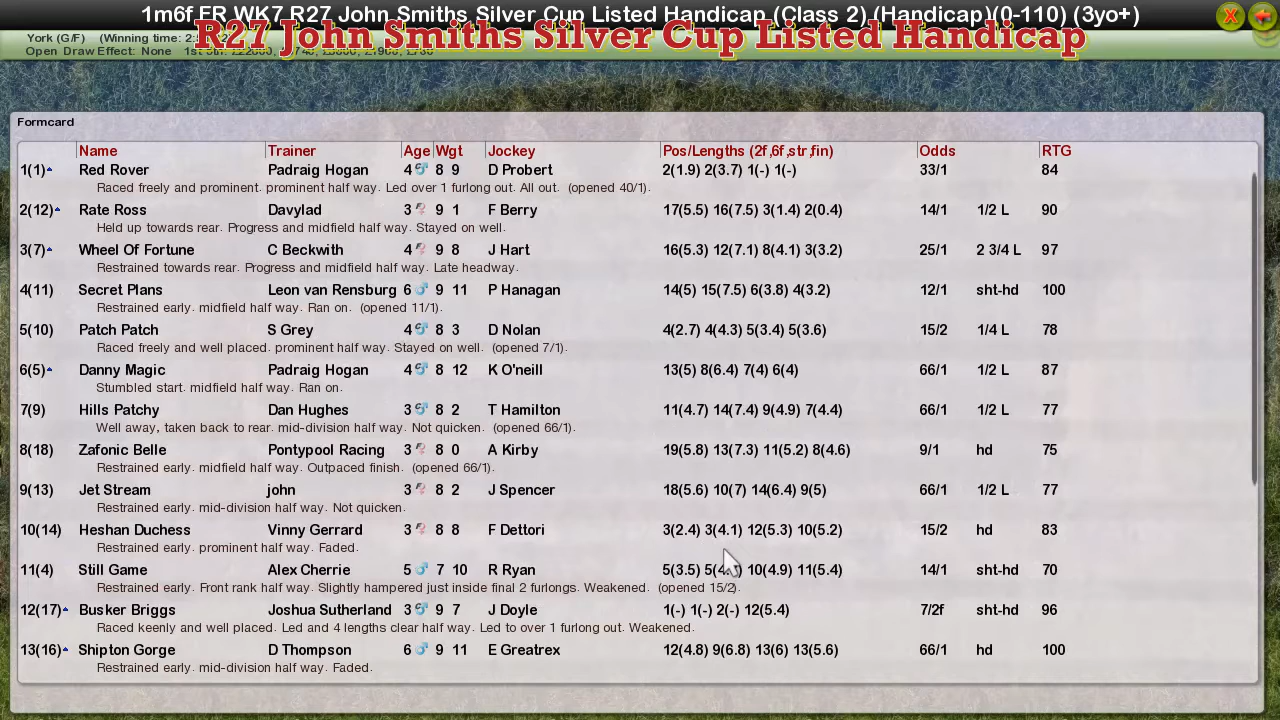 1m6f FR WK7 R27 John Smiths Silver Cup Listed Handicap (Class 2) (Handicap)(0-110) (3yo+)
R27 John Smiths Silver Cup Listed Handicap
York (G/F) (Winning time: 2:
Open Draw Effect: None 1st
Formcard
Name Trainer Age Wgt Jockey Pos/Lengths (2f,6f,str,fin) Odds RTG
1(1) Red Rover Padraig Hogan 4 8 9 D Probert 2(1.9) 2(3.7) 1(-) 1(-) 33/1 84
Raced freely and prominent. prominent half way. Led over 1 furlong out. All out. (opened 40/1).
2(12) Rate Ross Davylad 3 9 1 F Berry 17(5.5) 16(7.5) 3(1.4) 2(0.4) 14/1 1/2 L 90
Held up towards rear. Progress and midfield half way. Stayed on well.
3(7) Wheel Of Fortune C Beckwith 4 9 8 J Hart 16(5.3) 12(7.1) 8(4.1) 3(3.2) 25/1 2 3/4 L 97
Restrained towards rear. Progress and midfield half way. Late headway.
4(11) Secret Plans Leon van Rensburg 6 9 11 P Hanagan 14(5) 15(7.5) 6(3.8) 4(3.2) 12/1 sht-hd 100
Restrained early. midfield half way. Ran on. (opened 11/1).
5(10) Patch Patch S Grey 4 8 3 D Nolan 4(2.7) 4(4.3) 5(3.4) 5(3.6) 15/2 1/4 L 78
Raced freely and well placed. prominent half way. Stayed on well. (opened 7/1).
6(5) Danny Magic Padraig Hogan 4 8 12 K O'neill 13(5) 8(6.4) 7(4) 6(4) 66/1 1/2 L 87
Stumbled start. midfield half way. Ran on.
7(9) Hills Patchy Dan Hughes 3 8 2 T Hamilton 11(4.7) 14(7.4) 9(4.9) 7(4.4) 66/1 1/2 L 77
Well away, taken back to rear. mid-division half way. Not quicken. (opened 66/1).
8(18) Zafonic Belle Pontypool Racing 3 8 0 A Kirby 19(5.8) 13(7.3) 11(5.2) 8(4.6) 9/1 hd 75
Restrained early. midfield half way. Outpaced finish. (opened 66/1).
9(13) Jet Stream john 3 8 2 J Spencer 18(5.6) 10(7) 14(6.4) 9(5) 66/1 1/2 L 77
Restrained early. mid-division half way. Not quicken.
10(14) Heshan Duchess Vinny Gerrard 3 8 8 F Dettori 3(2.4) 3(4.1) 12(5.3) 10(5.2) 15/2 hd 83
Restrained early. prominent half way. Faded.
11(4) Still Game Alex Cherrie 5 7 10 R Ryan 5(3.5) 10(4.9) 11(5.4) 14/1 sht-hd 70
Restrained early. Front rank half way. Slightly hampered just inside final 2 furlongs. Weakened. (opened 15/2).
12(17) Busker Briggs Joshua Sutherland 3 9 7 J Doyle 1(-) 1(-) 2(-) 12(5.4) 7/2f sht-hd 96
Raced keenly and well placed. Led and 4 lengths clear half way. Led to over 1 furlong out. Weakened.
13(16) Shipton Gorge D Thompson 6 9 11 E Greatrex 12(4.8) 9(6.8) 13(6) 13(5.6) 66/1 hd 100
Restrained early. mid-division half way. Faded.